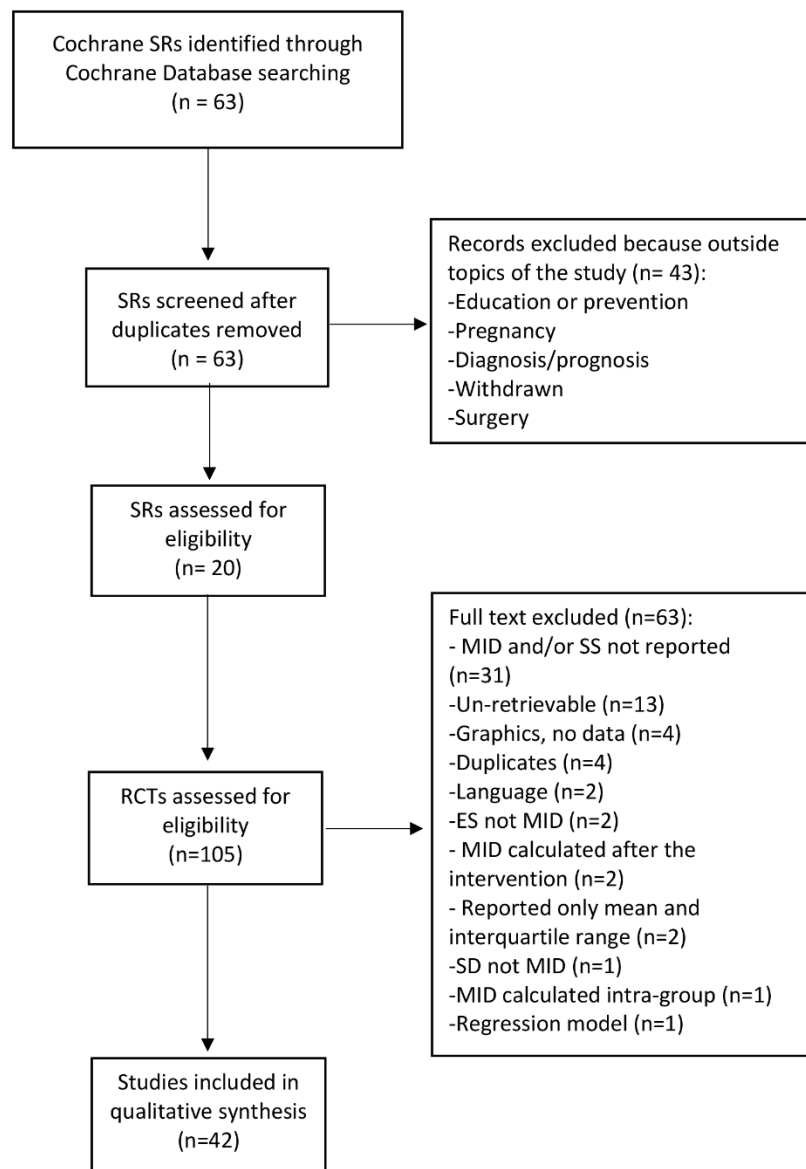 Cochrane SRs identified through
Cochrane Database searching
(n = 63)
SRs screened after
duplicates removed
(n = 63)
Records excluded because outside
topics of the study (n= 43):
-Education or prevention
-Pregnancy
-Diagnosis/prognosis
-Withdrawn
-Surgery
SRs assessed for
eligibility
(n= 20)
RCTs assessed for
eligibility
(n=105)
Full text excluded (n=63):
- MID and/or SS not reported
(n=31)
-Un-retrievable (n=13)
-Graphics, no data (n=4)
-Duplicates (n=4)
-Language (n=2)
-ES not MID (n=2)
- MID calculated after the
intervention (n=2)
- Reported only mean and
interquartile range (n=2)
-SD not MID (n=1)
-MID calculated intra-group (n=1)
-Regression model (n=1)
Studies included in
qualitative synthesis
(n=42)